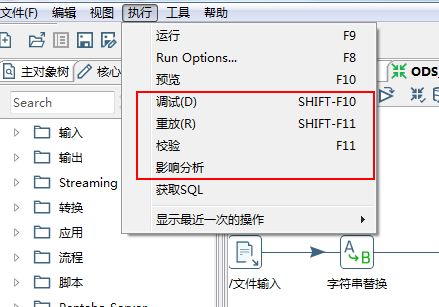 文件(F) 编辑 视图 执行 工具 帮助
运行 F9
Run Options... F8
预览 F10
调试(D) SHIFT-F10
重放(R) SHIFT-F11
校验 F11
影响分析
获取SQL
显示最近一次的操作
主对象树 核心
ODS_
Search
输入
输出
Streaming
转换
应用
流程
脚本
Pentaho Server
/文件输入 字符串替换